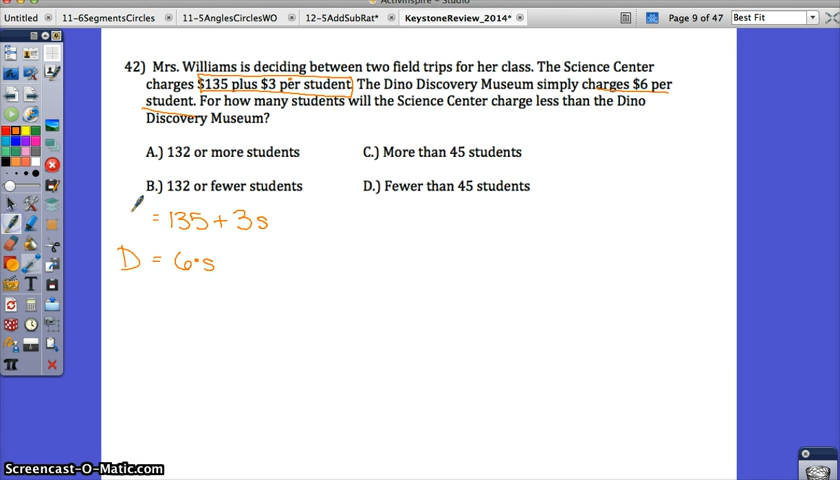 ActivInspire - Studio
Untitled
11-6SegmentsCircles
11-5AnglesCirclesWO
12-5AddSubRat*
KeystoneReview_2014*
Page 9 of 47
Best Fit
42) Mrs. Williams is deciding between two field trips for her class. The Science Center
charges $135 plus $3 per student. The Dino Discovery Museum simply charges $6 per
student. For how many students will the Science Center charge less than the Dino
Discovery Museum?
A.) 132 or more students
C.) More than 45 students
B.) 132 or fewer students
D.) Fewer than 45 students
= 135 + 3s
D = 6·s
Screencast-O-Matic.com